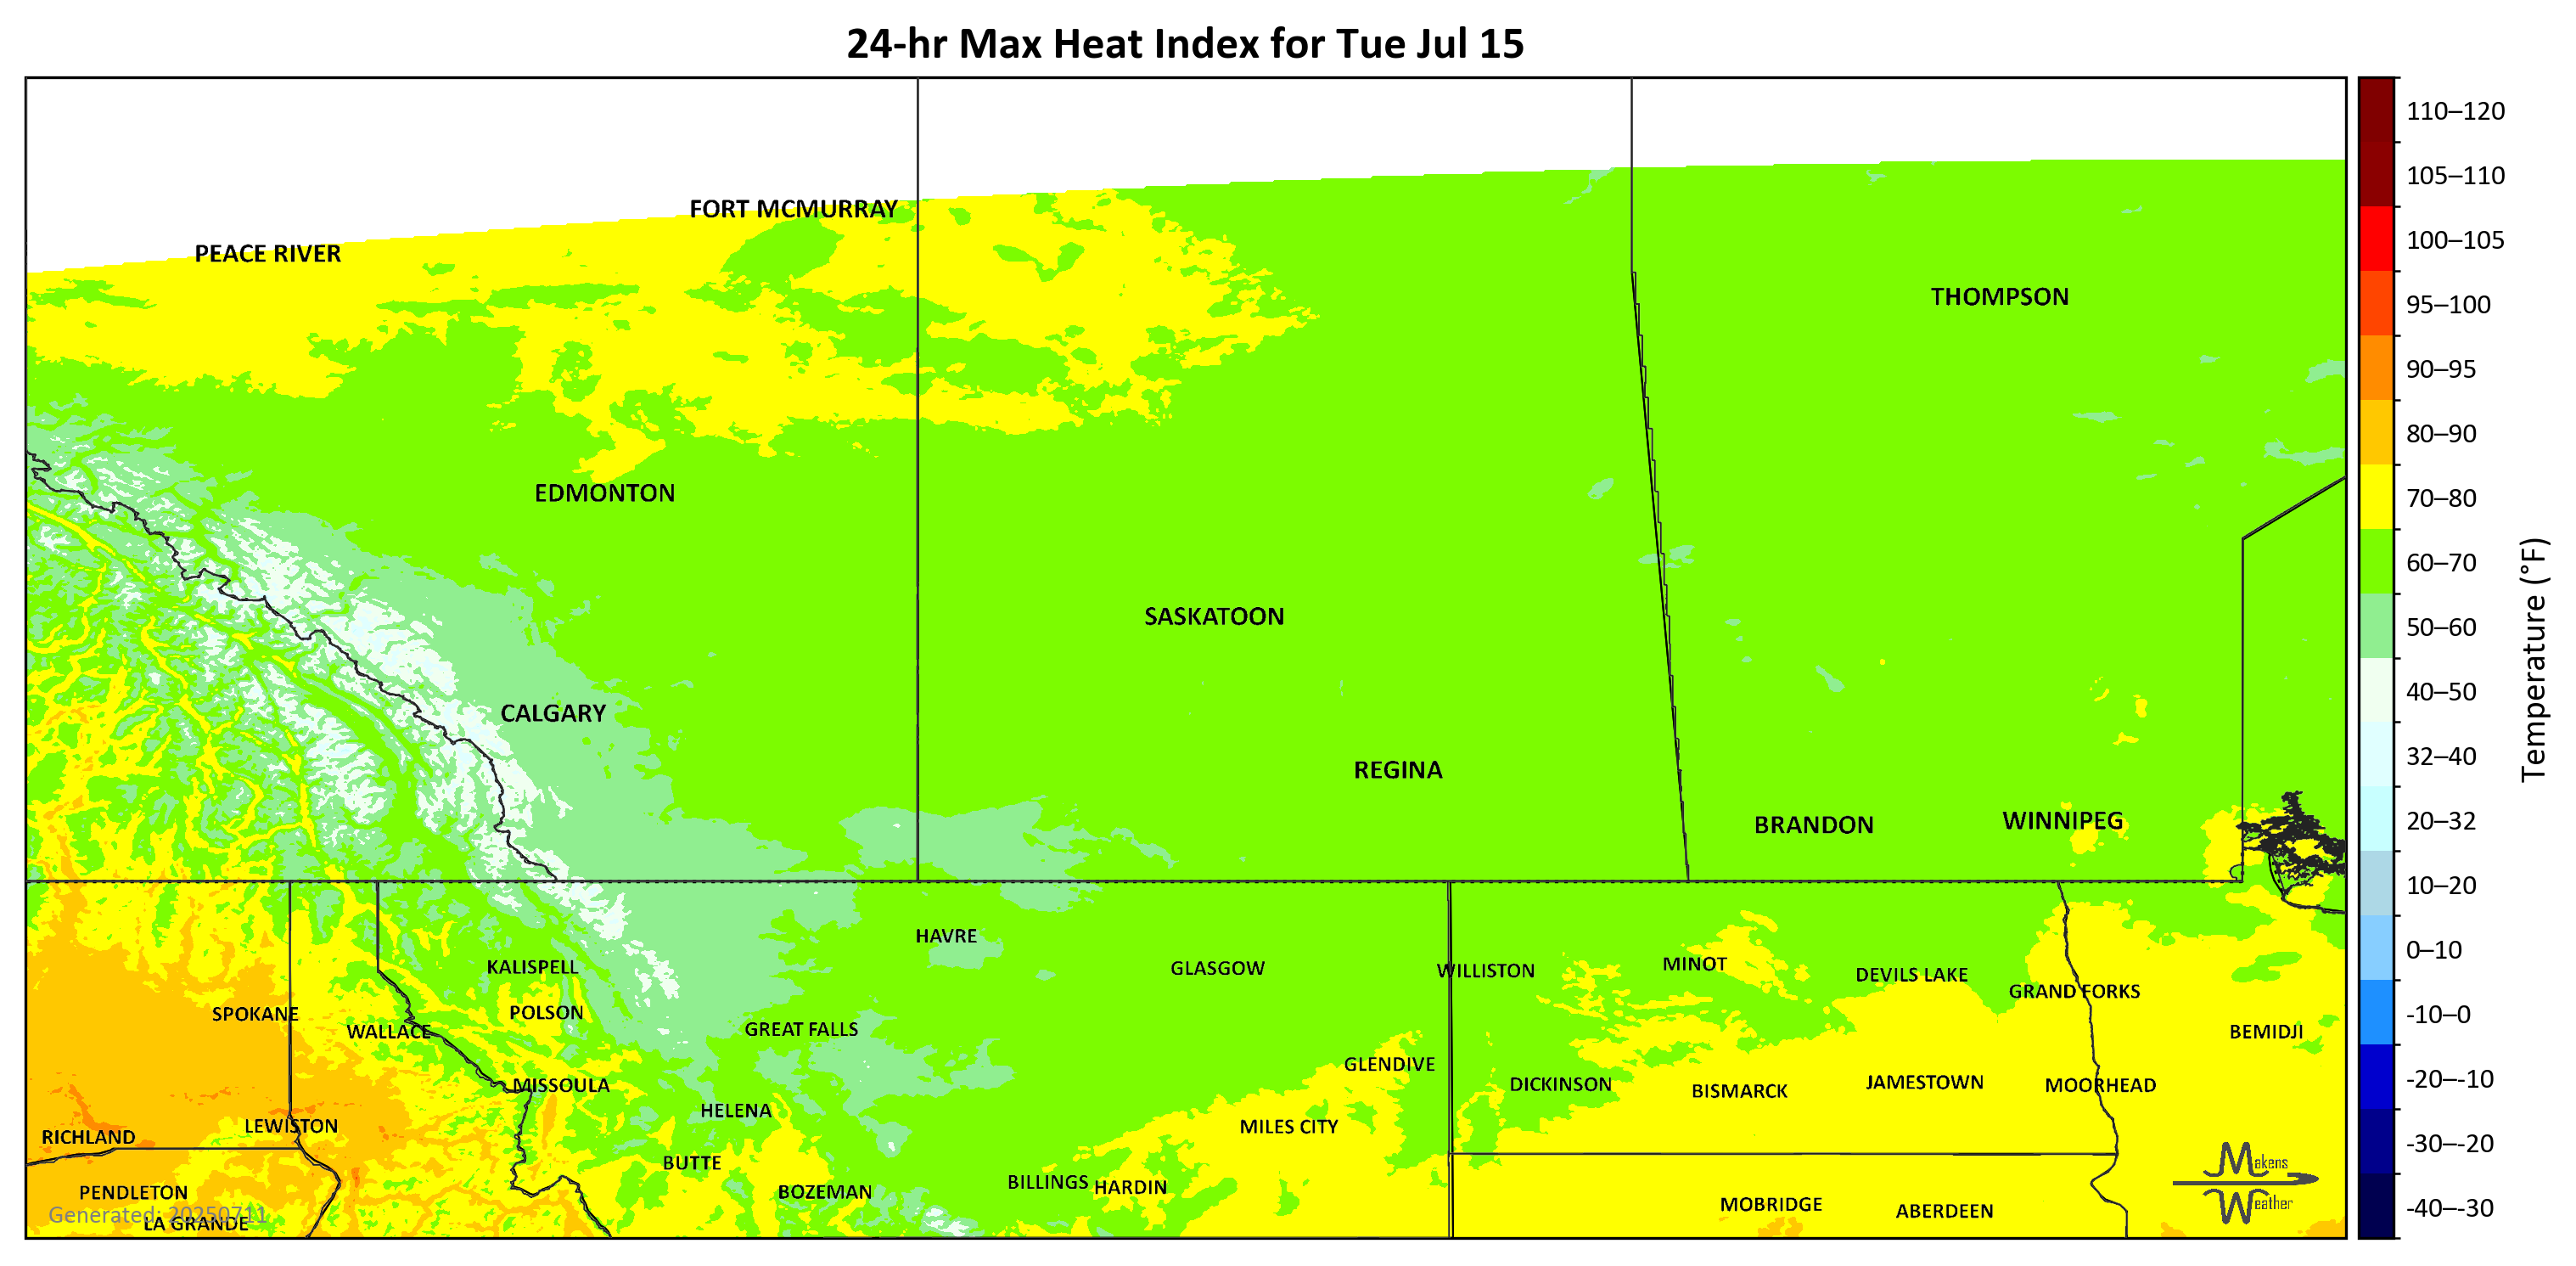 24-hr Max Heat Index for Tue Jul 15
110–120
105–110
100–105
95–100
90–95
80–90
70–80
60–70
50–60
40–50
32–40
20–32
10–20
0–10
-10–0
-20–-10
-30–-20
-40–-30
Temperature (°F)
FORT MCMURRAY
PEACE RIVER
THOMPSON
EDMONTON
SASKATOON
CALGARY
REGINA
BRANDON
WINNIPEG
HAVRE
KALISPELL
GLASGOW
WILLISTON
MINOT
DEVILS LAKE
GRAND FORKS
SPOKANE
POLSON
WALLACE
GREAT FALLS
BEMIDJI
GLENDIVE
MISSOULA
DICKINSON
BISMARCK
JAMESTOWN
MOORHEAD
HELENA
LEWISTON
MILES CITY
RICHLAND
BUTTE
BILLINGS
HARDIN
BOZEMAN
PENDLETON
MOBRIDGE
ABERDEEN
LA GRANDE
Generated: 20250711
Makens
Weather